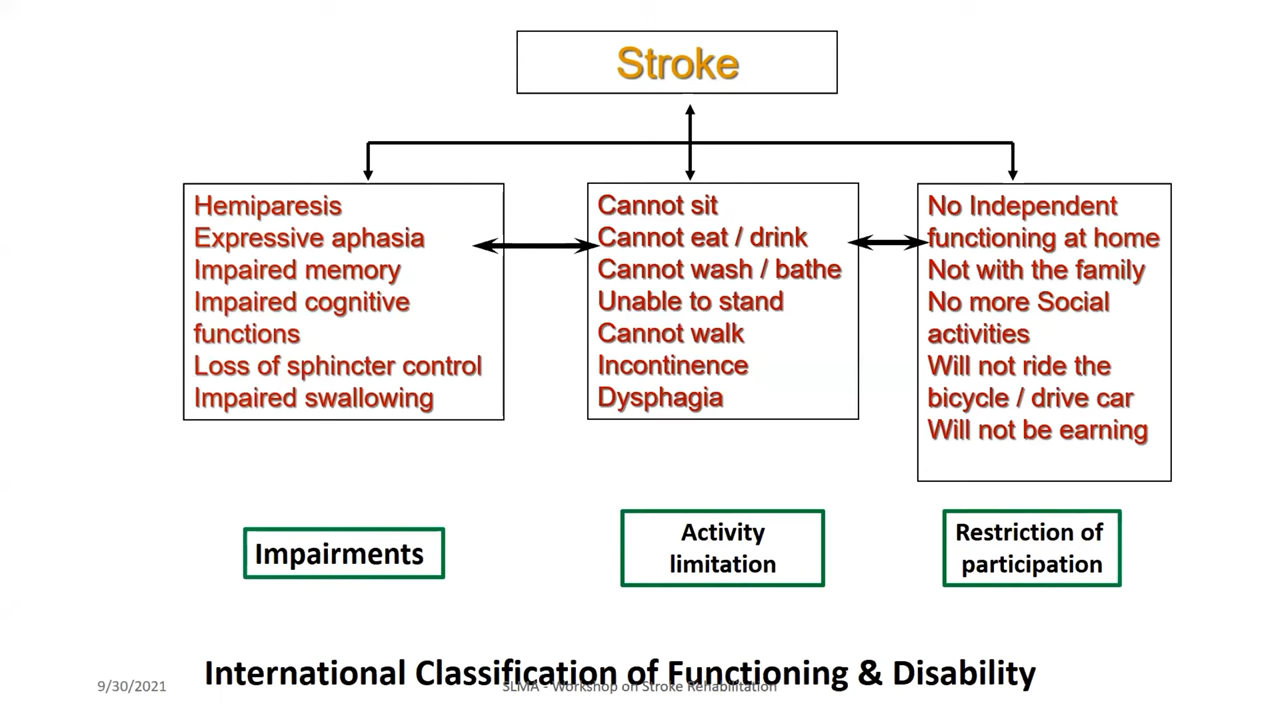 Stroke
Hemiparesis
Expressive aphasia
Impaired memory
Impaired cognitive
functions
Loss of sphincter control
Impaired swallowing
Cannot sit
Cannot eat / drink
Cannot wash / bathe
Unable to stand
Cannot walk
Incontinence
Dysphagia
No Independent
functioning at home
Not with the family
No more Social
activities
Will not ride the
bicycle / drive car
Will not be earning
Impairments
Activity
limitation
Restriction of
participation
International Classification of Functioning & Disability
9/30/2021
SLMA - Workshop on Stroke Rehabilitation